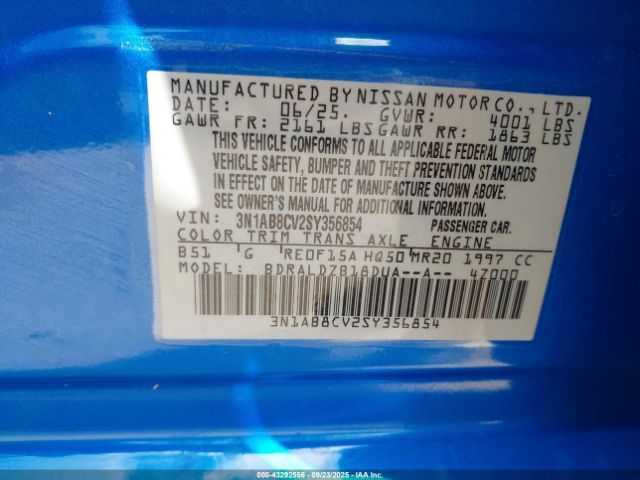 MANUFACTURED BY NISSAN MOTOR CO., LTD.
DATE: 06/25. GVWR: 4001 LBS
GAWR FR: 2161 LBS GAWR RR: 1863 LBS
THIS VEHICLE CONFORMS TO ALL APPLICABLE FEDERAL MOTOR
VEHICLE SAFETY, BUMPER AND THEFT PREVENTION STANDARDS
IN EFFECT ON THE DATE OF MANUFACTURE SHOWN ABOVE.
SEE OWNER'S MANUAL FOR ADDITIONAL INFORMATION.
VIN: 3N1AB8CV2SY356854 PASSENGER CAR.
COLOR TRIM TRANS AXLE ENGINE
B51 G RE0F15A HQ50 MR20 1997 CC
MODEL: BDRALDZB18DUA--A-- 4Z000
3N1AB8CV2SY356854
000-43292556 - 09/23/2025 - IAA Inc.